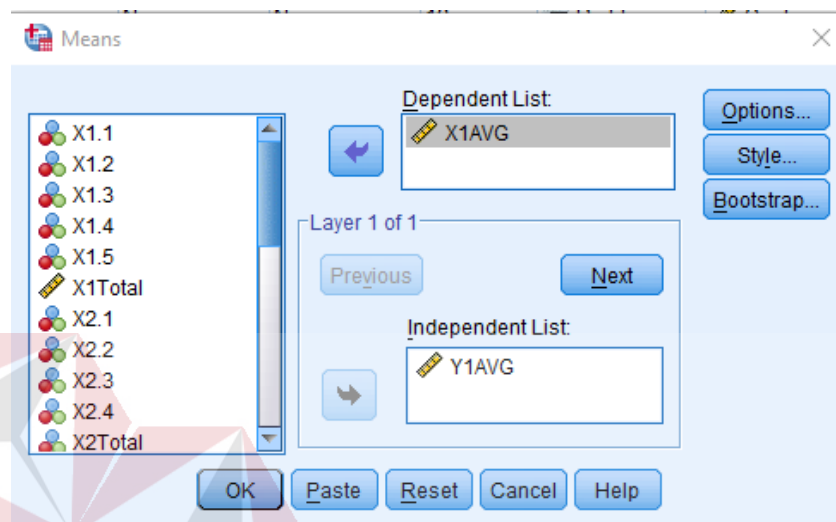 Means
X1.1
X1.2
X1.3
X1.4
X1.5
X1Total
X2.1
X2.2
X2.3
X2.4
X2Total
Dependent List:
X1AVG
Layer 1 of 1
Previous
Next
Independent List:
Y1AVG
Options...
Style...
Bootstrap...
OK
Paste
Reset
Cancel
Help